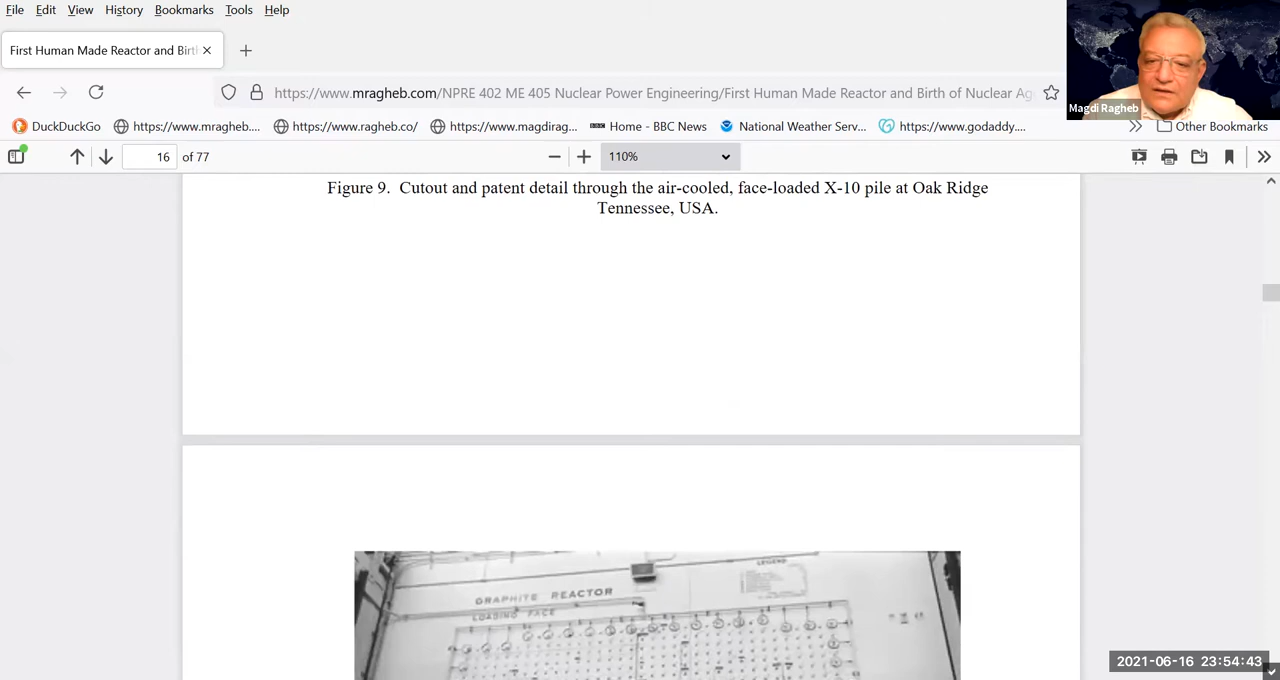 File Edit View History Bookmarks Tools Help
First Human Made Reactor and Birt
https://www.mragheb.com/NPRE 402 ME 405 Nuclear Power Engineering/First Human Made Reactor and Birth of Nuclear Ag
Magdi Ragheb
DuckDuckGo https://www.mragheb.... https://www.ragheb.co/ https://www.magdirag... Home - BBC News National Weather Serv... https://www.godaddy.... Other Bookmarks
16 of 77 110%
Figure 9. Cutout and patent detail through the air-cooled, face-loaded X-10 pile at Oak Ridge
Tennessee, USA.
LEGEND
GRAPHITE REACTOR
LOADING FACE
2021-06-16 23:54:43